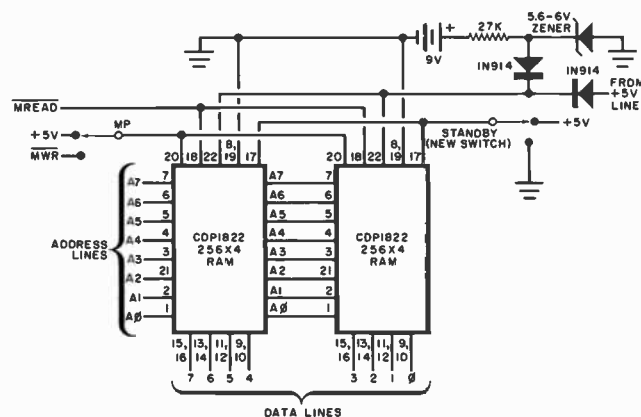 5.6-6V
ZENER
27K
+
9V
1N914
1N914
FROM
+5V
LINE
MREAD
+5V
MP
MWR
STANDBY
(NEW SWITCH)
+5V
20 18 22 8, 19 17
20 18 22 8, 19 17
ADDRESS
LINES
A7 7
A6 6
A5 5
A4 4
A3 3
A2 21
A1 2
AØ 1
CDP1822
256X4
RAM
A7 7
A6 6
A5 5
A4 4
A3 3
A2 21
A1 2
AØ 1
CDP1822
256X4
RAM
15, 13, 11, 9,
16 14 12 10
7 6 5 4
15, 13, 11, 9,
16 14 12 10
3 2 1 Ø
DATA LINES